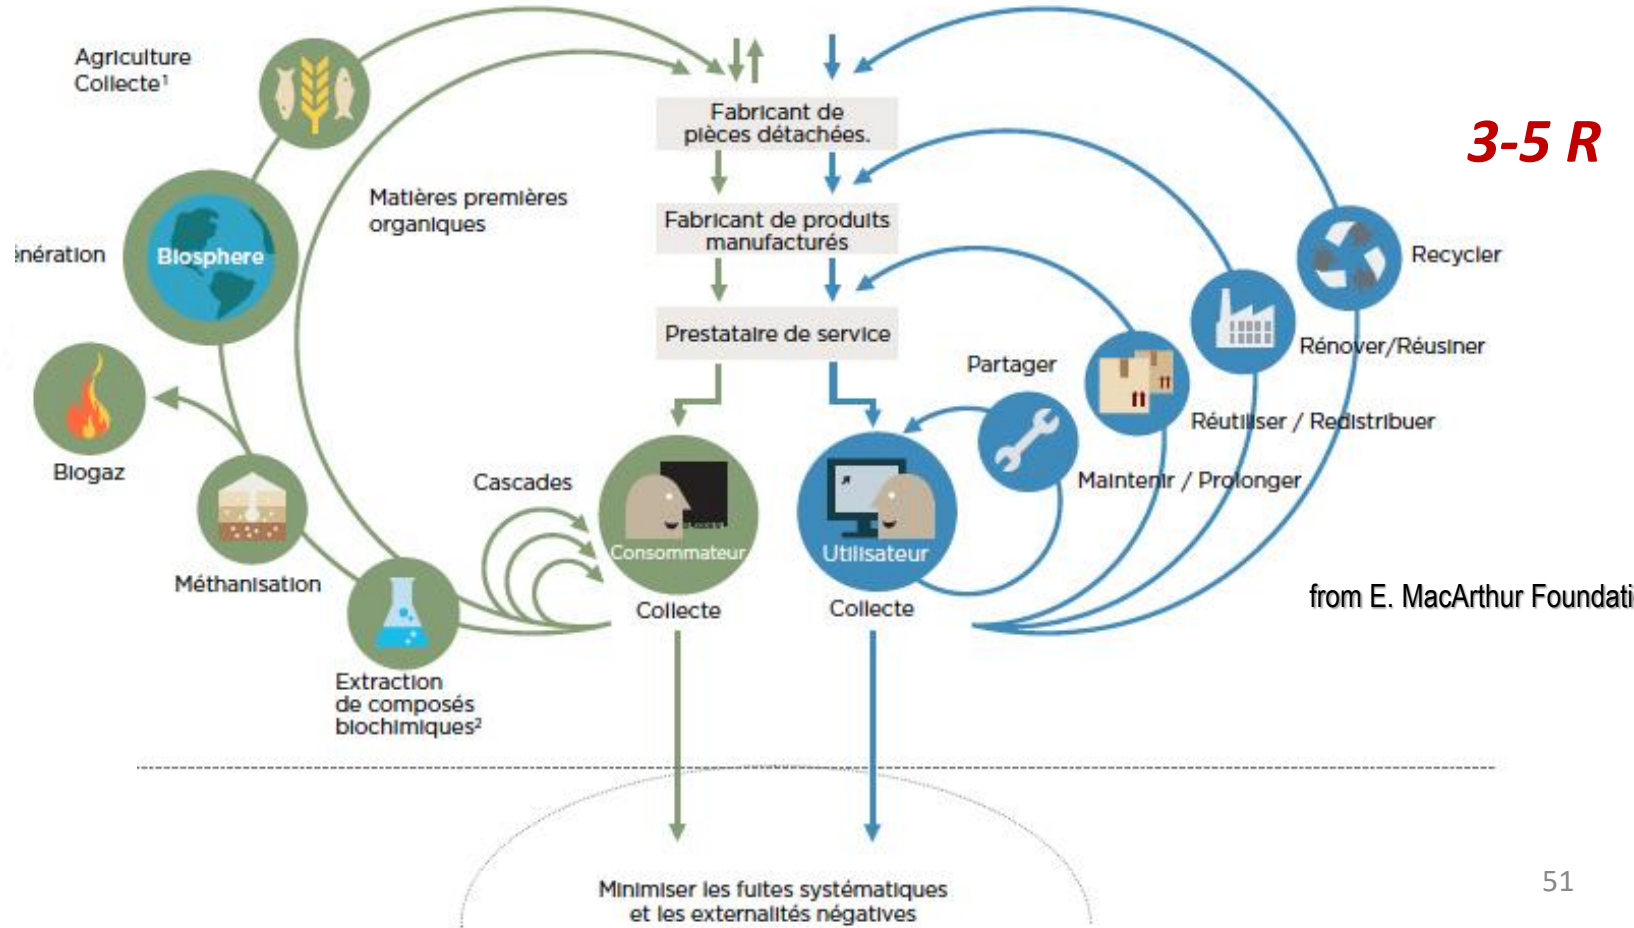 Agriculture
Collecte¹
Fabricant de
pièces détachées.
3-5 R
Matières premières
organiques
Fabricant de produits
manufacturés
énération
Biosphere
Recycler
Prestataire de service
Rénover/Réusiner
Partager
Réutiliser / Redistribuer
Biogaz
Cascades
Maintenir / Prolonger
Consommateur
Utilisateur
Méthanisation
Collecte
Collecte
from E. MacArthur Foundati
Extraction
de composés
biochimiques²
Minimiser les fuites systématiques
et les externalités négatives
51